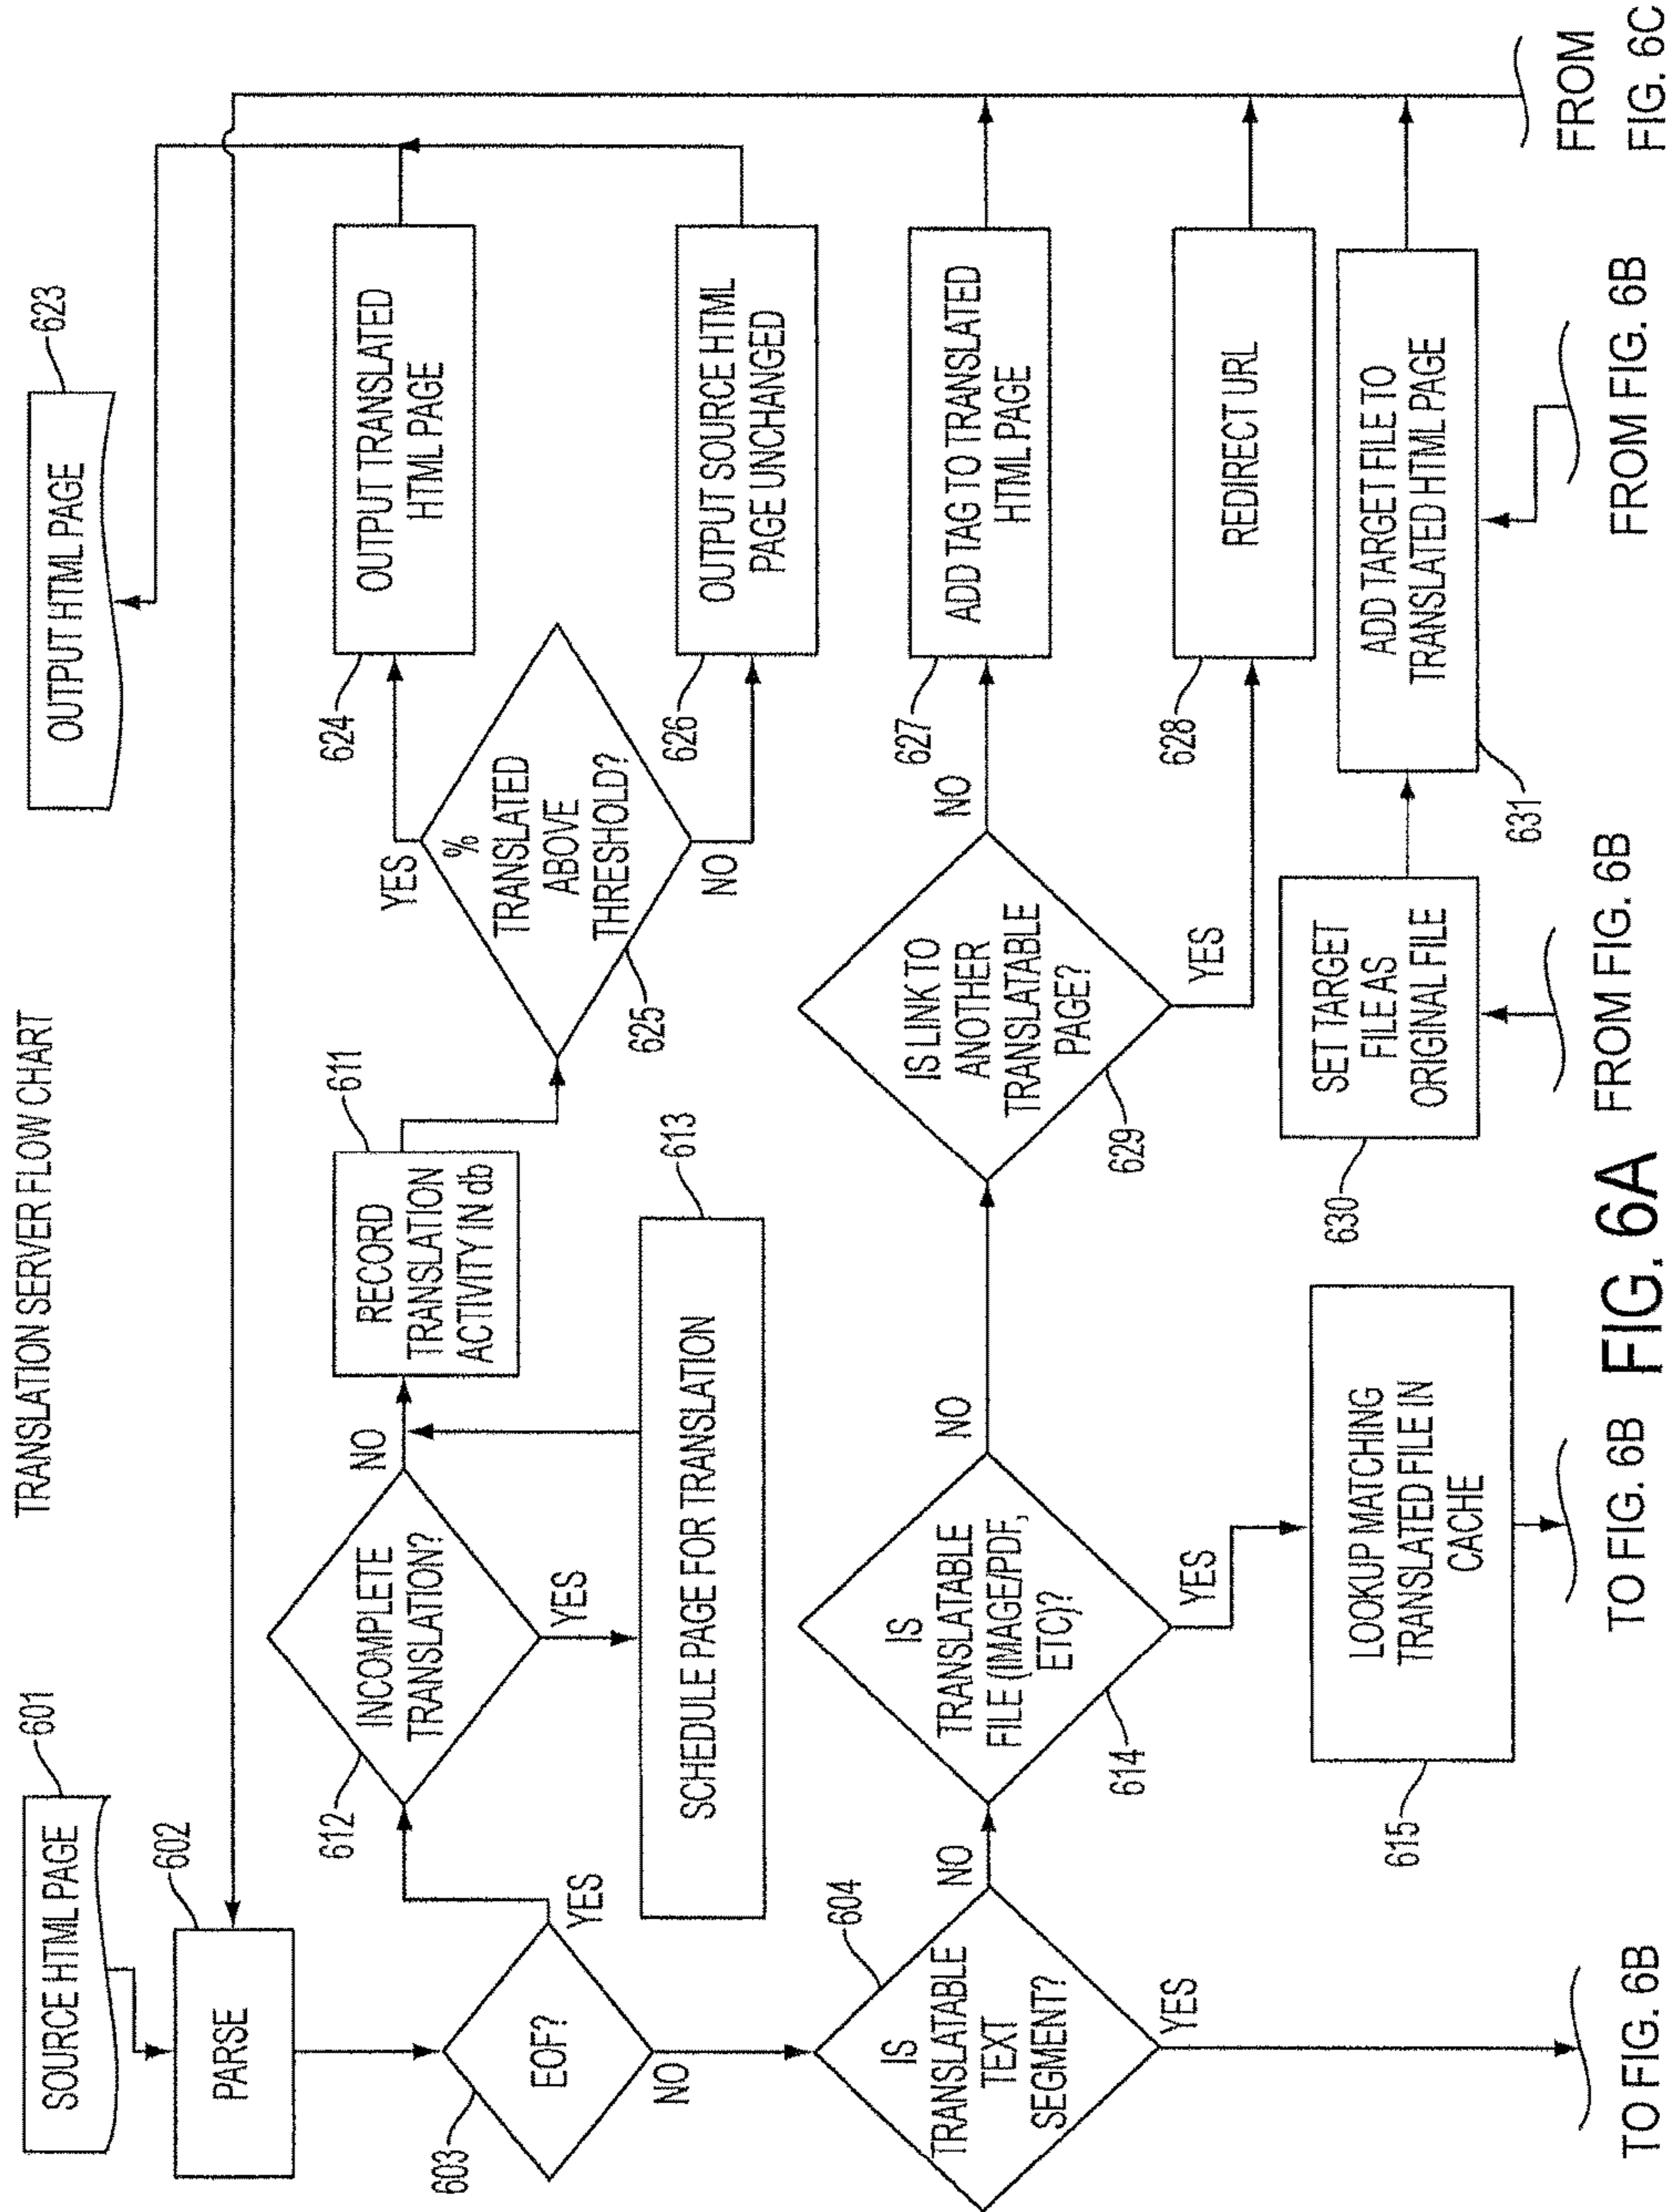 TRANSLATION SERVER FLOW CHART
SOURCE HTML PAGE
601
OUTPUT HTML PAGE
623
PARSE
602
EOF?
603
YES
NO
INCOMPLETE
TRANSLATION?
612
NO
YES
RECORD
TRANSLATION
ACTIVITY IN db
611
SCHEDULE PAGE FOR TRANSLATION
613
%
TRANSLATED
ABOVE
THRESHOLD?
625
YES
NO
OUTPUT TRANSLATED
HTML PAGE
624
OUTPUT SOURCE HTML
PAGE UNCHANGED
626
IS
TRANSLATABLE
TEXT
SEGMENT?
604
NO
YES
IS
TRANSLATABLE
FILE (IMAGE/PDF,
ETC)?
614
NO
YES
IS LINK TO
ANOTHER
TRANSLATABLE
PAGE?
629
NO
YES
ADD TAG TO TRANSLATED
HTML PAGE
627
REDIRECT URL
628
LOOKUP MATCHING
TRANSLATED FILE IN
CACHE
615
SET TARGET
FILE AS
ORIGINAL FILE
630
ADD TARGET FILE TO
TRANSLATED HTML PAGE
631
TO FIG. 6B
TO FIG. 6B
FIG. 6A
FROM FIG. 6B
FROM FIG. 6B
FROM
FIG. 6C